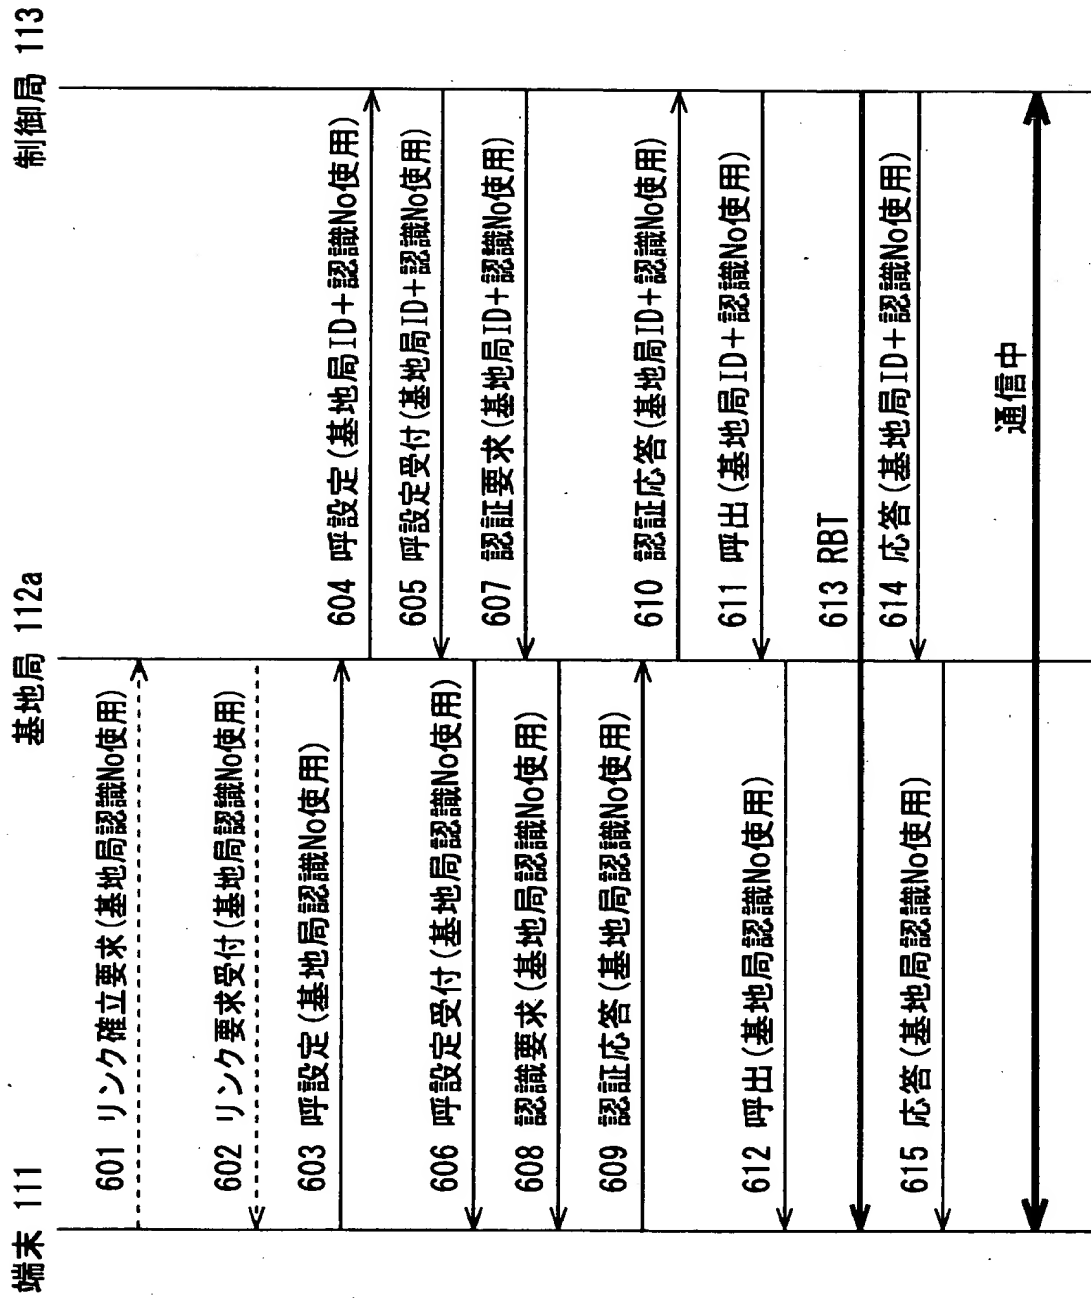 端末 111
基地局 112a
制御局 113
601 リンク確立要求(基地局認識No使用)
602 リンク要求受付(基地局認識No使用)
603 呼設定(基地局認識No使用)
604 呼設定(基地局ID+認識No使用)
605 呼設定受付(基地局ID+認識No使用)
606 呼設定受付(基地局認識No使用)
607 認証要求(基地局ID+認識No使用)
608 認識要求(基地局認識No使用)
609 認証応答(基地局認識No使用)
610 認証応答(基地局ID+認識No使用)
611 呼出(基地局ID+認識No使用)
612 呼出(基地局認識No使用)
613 RBT
614 応答(基地局ID+認識No使用)
615 応答(基地局認識No使用)
通信中